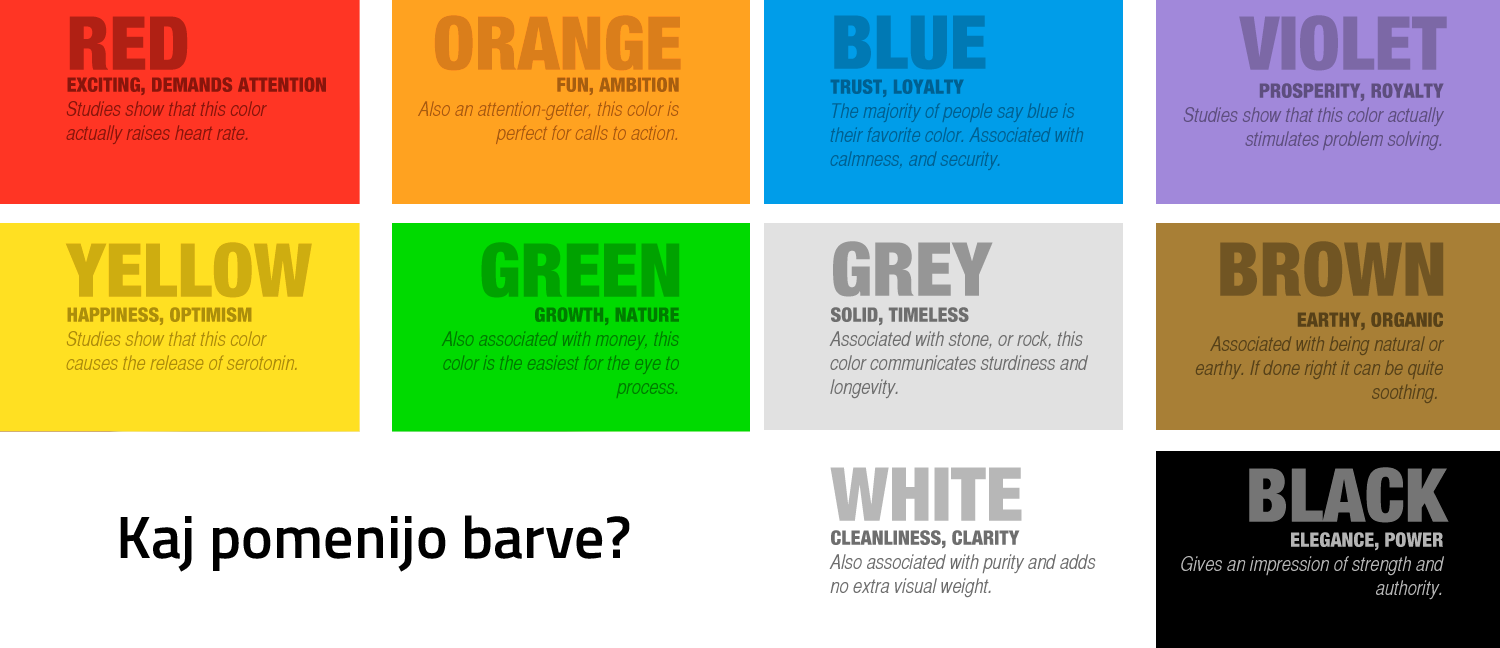 RED
EXCITING, DEMANDS ATTENTION
Studies show that this color
actually raises heart rate.
ORANGE
FUN, AMBITION
Also an attention-getter, this color is
perfect for calls to action.
BLUE
TRUST, LOYALTY
The majority of people say blue is
their favorite color. Associated with
calmness, and security.
VIOLET
PROSPERITY, ROYALTY
Studies show that this color actually
stimulates problem solving.
YELLOW
HAPPINESS, OPTIMISM
Studies show that this color
causes the release of serotonin.
GREEN
GROWTH, NATURE
Also associated with money, this
color is the easiest for the eye to
process.
GREY
SOLID, TIMELESS
Associated with stone, or rock, this
color communicates sturdiness and
longevity.
BROWN
EARTHY, ORGANIC
Associated with being natural or
earthy. If done right it can be quite
soothing.
Kaj pomenijo barve?
WHITE
CLEANLINESS, CLARITY
Also associated with purity and adds
no extra visual weight.
BLACK
ELEGANCE, POWER
Gives an impression of strength and
authority.